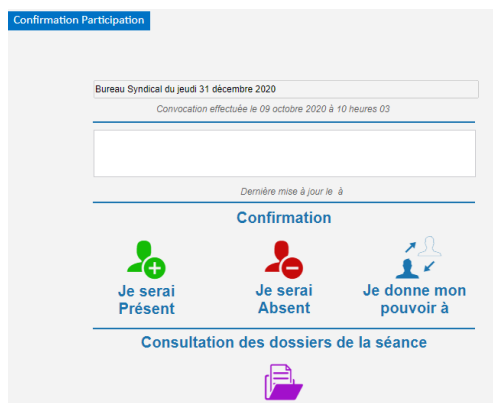 Confirmation Participation
Bureau Syndical du jeudi 31 décembre 2020
Convocation effectuée le 09 octobre 2020 à 10 heures 03
Dernière mise à jour le à
Confirmation
Je serai Présent
Je serai Absent
Je donne mon pouvoir à
Consultation des dossiers de la séance